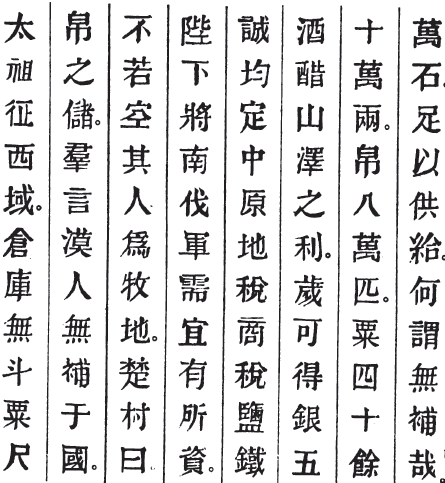 太祖征西域。倉庫無斗粟尺
帛之儲。羣言漠人無補于國。
不若空其人爲牧地。楚村曰
陛下將南伐軍需宜有所資。
誠均定中原地稅商稅鹽鐵
酒醋山澤之利。歲可得銀五
十萬兩。帛八萬匹。粟四十餘
萬石。足以供給。何謂無補哉